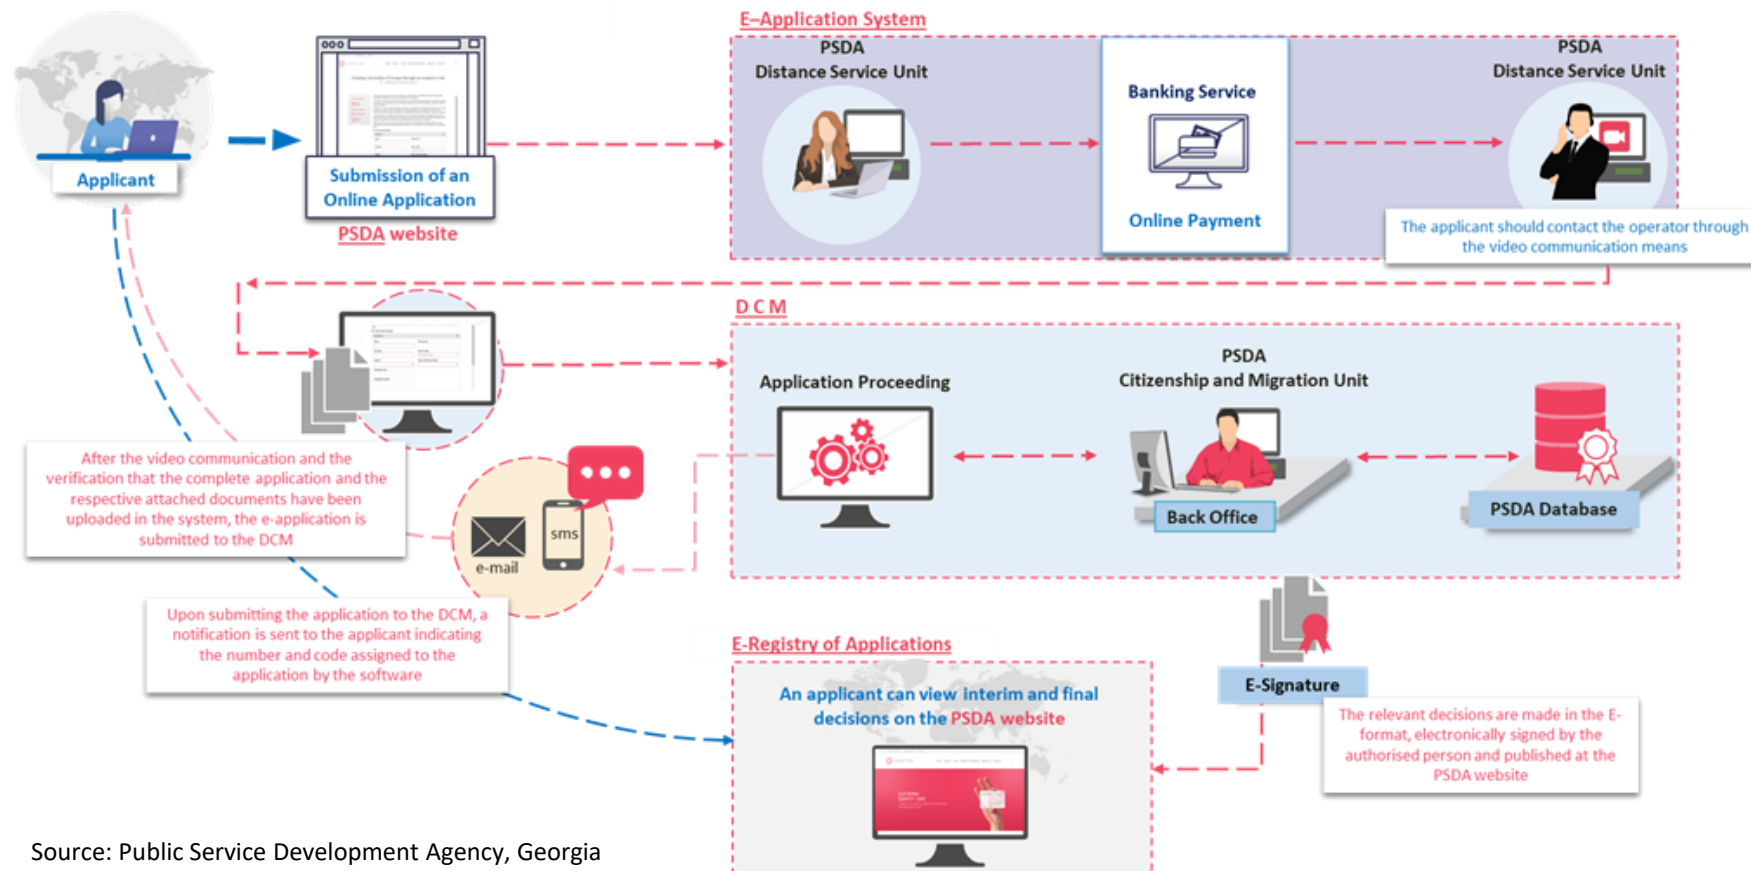 E–Application System
PSDA
Distance Service Unit
Banking Service
Online Payment
PSDA
Distance Service Unit
The applicant should contact the operator through
the video communication means
Applicant
Submission of an
Online Application
PSDA website
D C M
Application Proceeding
PSDA
Citizenship and Migration Unit
Back Office
PSDA Database
After the video communication and the
verification that the complete application and the
respective attached documents have been
uploaded in the system, the e-application is
submitted to the DCM
e-mail
sms
Upon submitting the application to the DCM, a
notification is sent to the applicant indicating
the number and code assigned to the
application by the software
E-Registry of Applications
An applicant can view interim and final
decisions on the PSDA website
E-Signature
The relevant decisions are made in the E-
format, electronically signed by the
authorised person and published at the
PSDA website
Source: Public Service Development Agency, Georgia